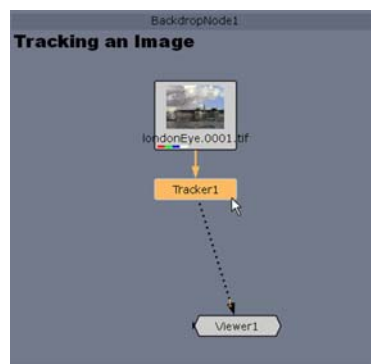 BackdropNode1
Tracking an Image
londonEye.0001.tif
Tracker1
Viewer1